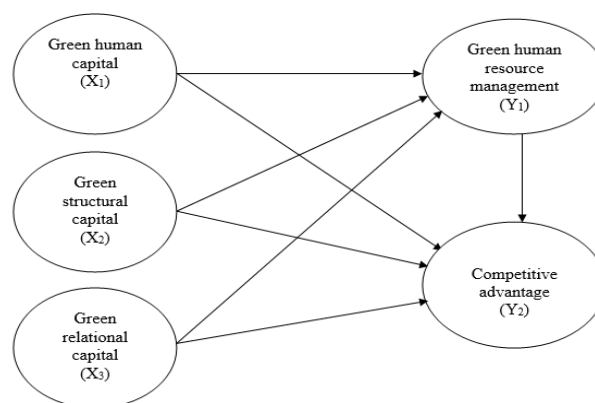 Green human
capital
(X₁)
Green human
resource
management
(Y₁)
Green
structural
capital
(X₂)
Competitive
advantage
(Y₂)
Green
relational
capital
(X₃)